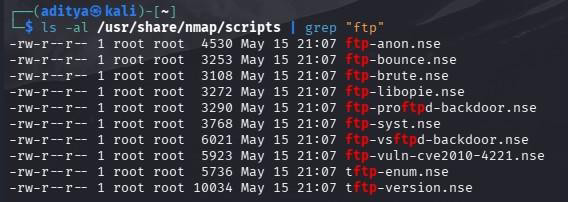 ┌──(aditya㉿kali)-[~]
└─$ ls -al /usr/share/nmap/scripts | grep "ftp"
-rw-r--r-- 1 root root  4530 May 15 21:07 ftp-anon.nse
-rw-r--r-- 1 root root  3253 May 15 21:07 ftp-bounce.nse
-rw-r--r-- 1 root root  3108 May 15 21:07 ftp-brute.nse
-rw-r--r-- 1 root root  3272 May 15 21:07 ftp-libopie.nse
-rw-r--r-- 1 root root  3290 May 15 21:07 ftp-proftpd-backdoor.nse
-rw-r--r-- 1 root root  3768 May 15 21:07 ftp-syst.nse
-rw-r--r-- 1 root root  6021 May 15 21:07 ftp-vsftpd-backdoor.nse
-rw-r--r-- 1 root root  5923 May 15 21:07 ftp-vuln-cve2010-4221.nse
-rw-r--r-- 1 root root  5736 May 15 21:07 tftp-enum.nse
-rw-r--r-- 1 root root 10034 May 15 21:07 tftp-version.nse